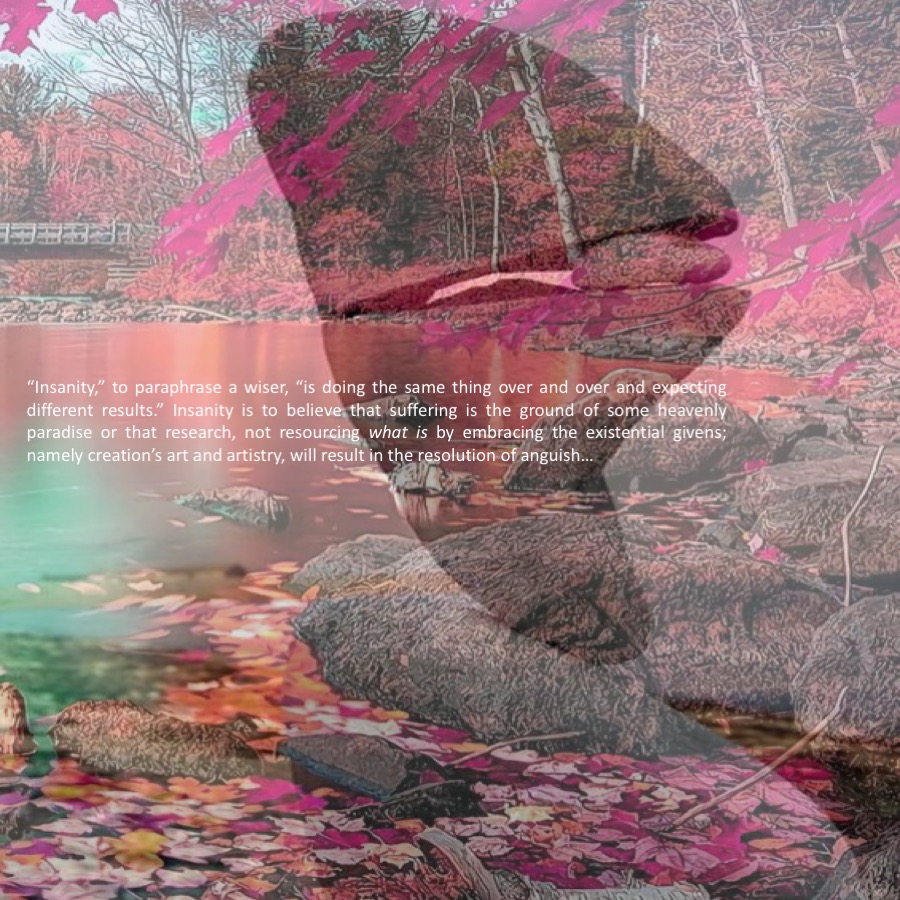 “Insanity,” to paraphrase a wiser, “is doing the same thing over and over and expecting
different results.” Insanity is to believe that suffering is the ground of some heavenly
paradise or that research, not resourcing what is by embracing the existential givens;
namely creation’s art and artistry, will result in the resolution of anguish...